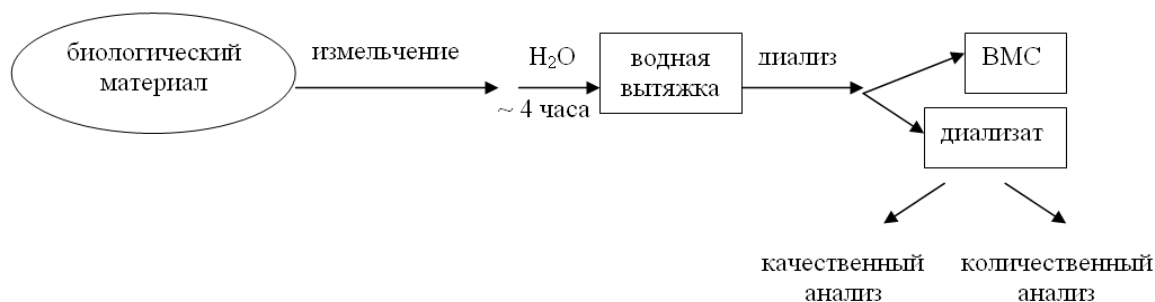 биологический
материал
измельчение
H₂O
~ 4 часа
водная
вытяжка
диализ
ВМС
диализат
качественный
анализ
количественный
анализ